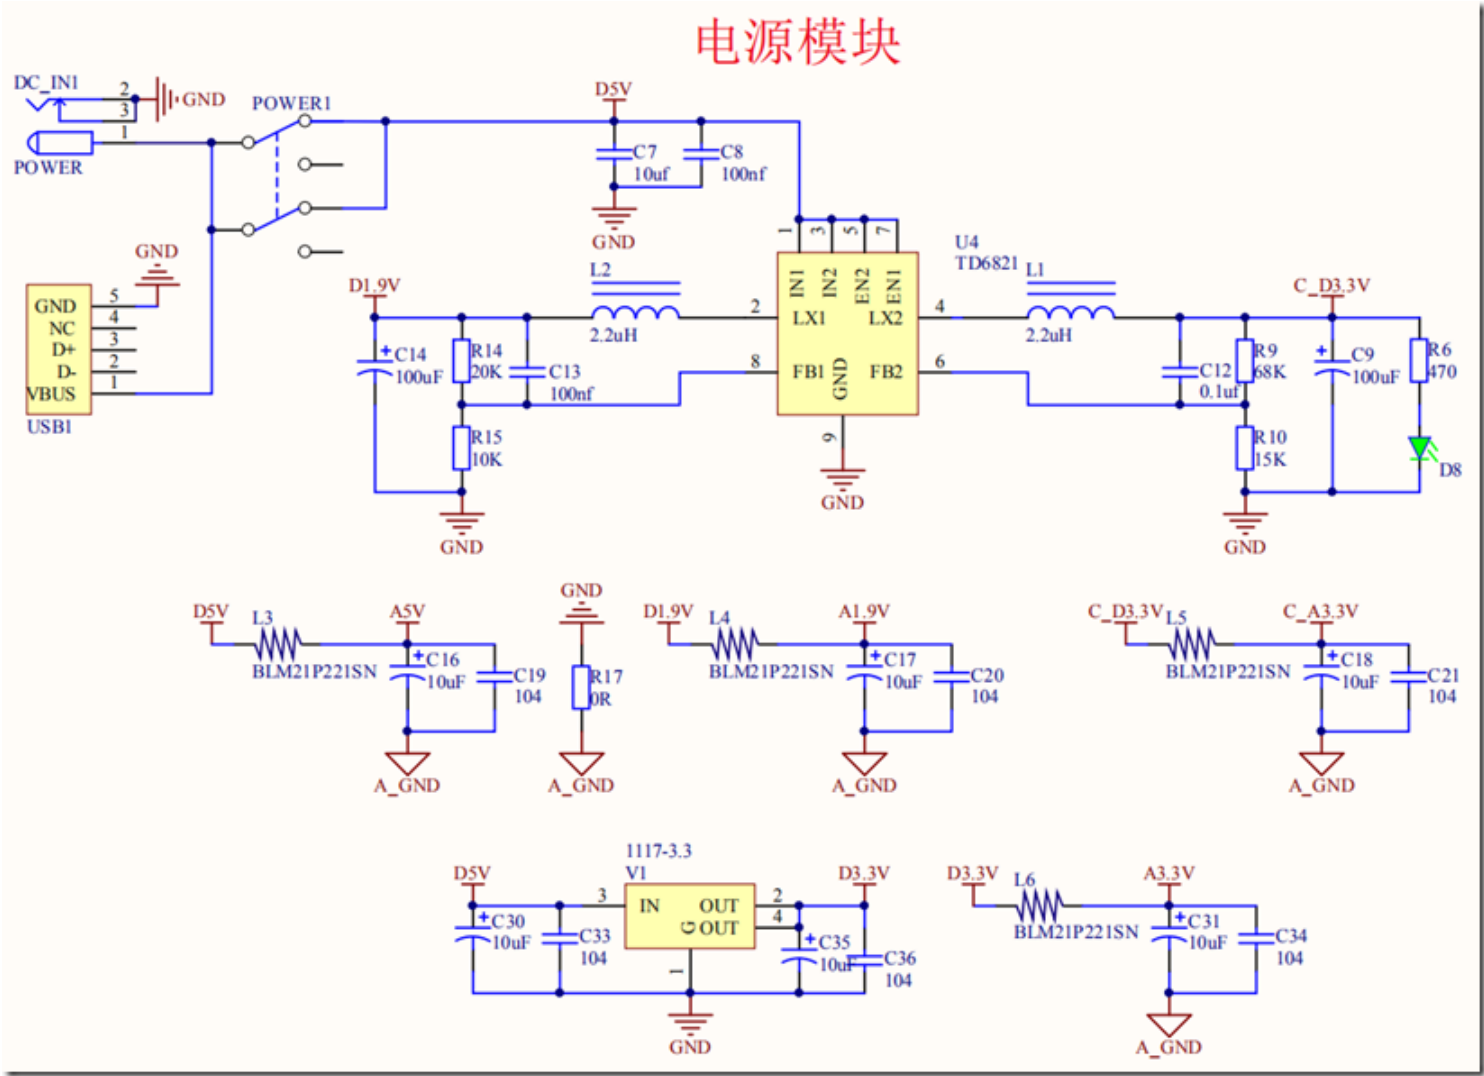 电源模块
DC_IN1
2
3
1
GND
POWER
POWER1
D5V
C7
10uf
C8
100nf
GND
GND
GND
NC
D+
D-
VBUS
5
4
3
2
1
USB1
D1.9V
C14
100uF
R14
20K
C13
100nf
R15
10K
GND
L2
2.2uH
1
3
5
7
IN1
IN2
EN2
EN1
2
LX1
LX2
4
8
FB1
GND
FB2
6
9
GND
U4
TD6821
L1
2.2uH
C_D3.3V
C12
0.1uf
R9
68K
C9
100uF
R6
470
R10
15K
D8
GND
D5V
L3
BLM21P221SN
A5V
C16
10uF
C19
104
A_GND
GND
R17
0R
A_GND
D1.9V
L4
BLM21P221SN
A1.9V
C17
10uF
C20
104
A_GND
C_D3.3V
L5
BLM21P221SN
C_A3.3V
C18
10uF
C21
104
A_GND
1117-3.3
V1
D5V
C30
10uF
C33
104
3
IN
OUT
2
G
OUT
4
1
GND
D3.3V
C35
10uF
C36
104
D3.3V
L6
BLM21P221SN
A3.3V
C31
10uF
C34
104
A_GND